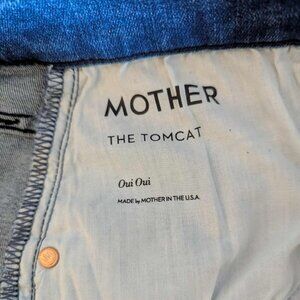 MOTHER
THE TOMCAT
Oui Oui
MADE by MOTHER IN THE U.S.A.